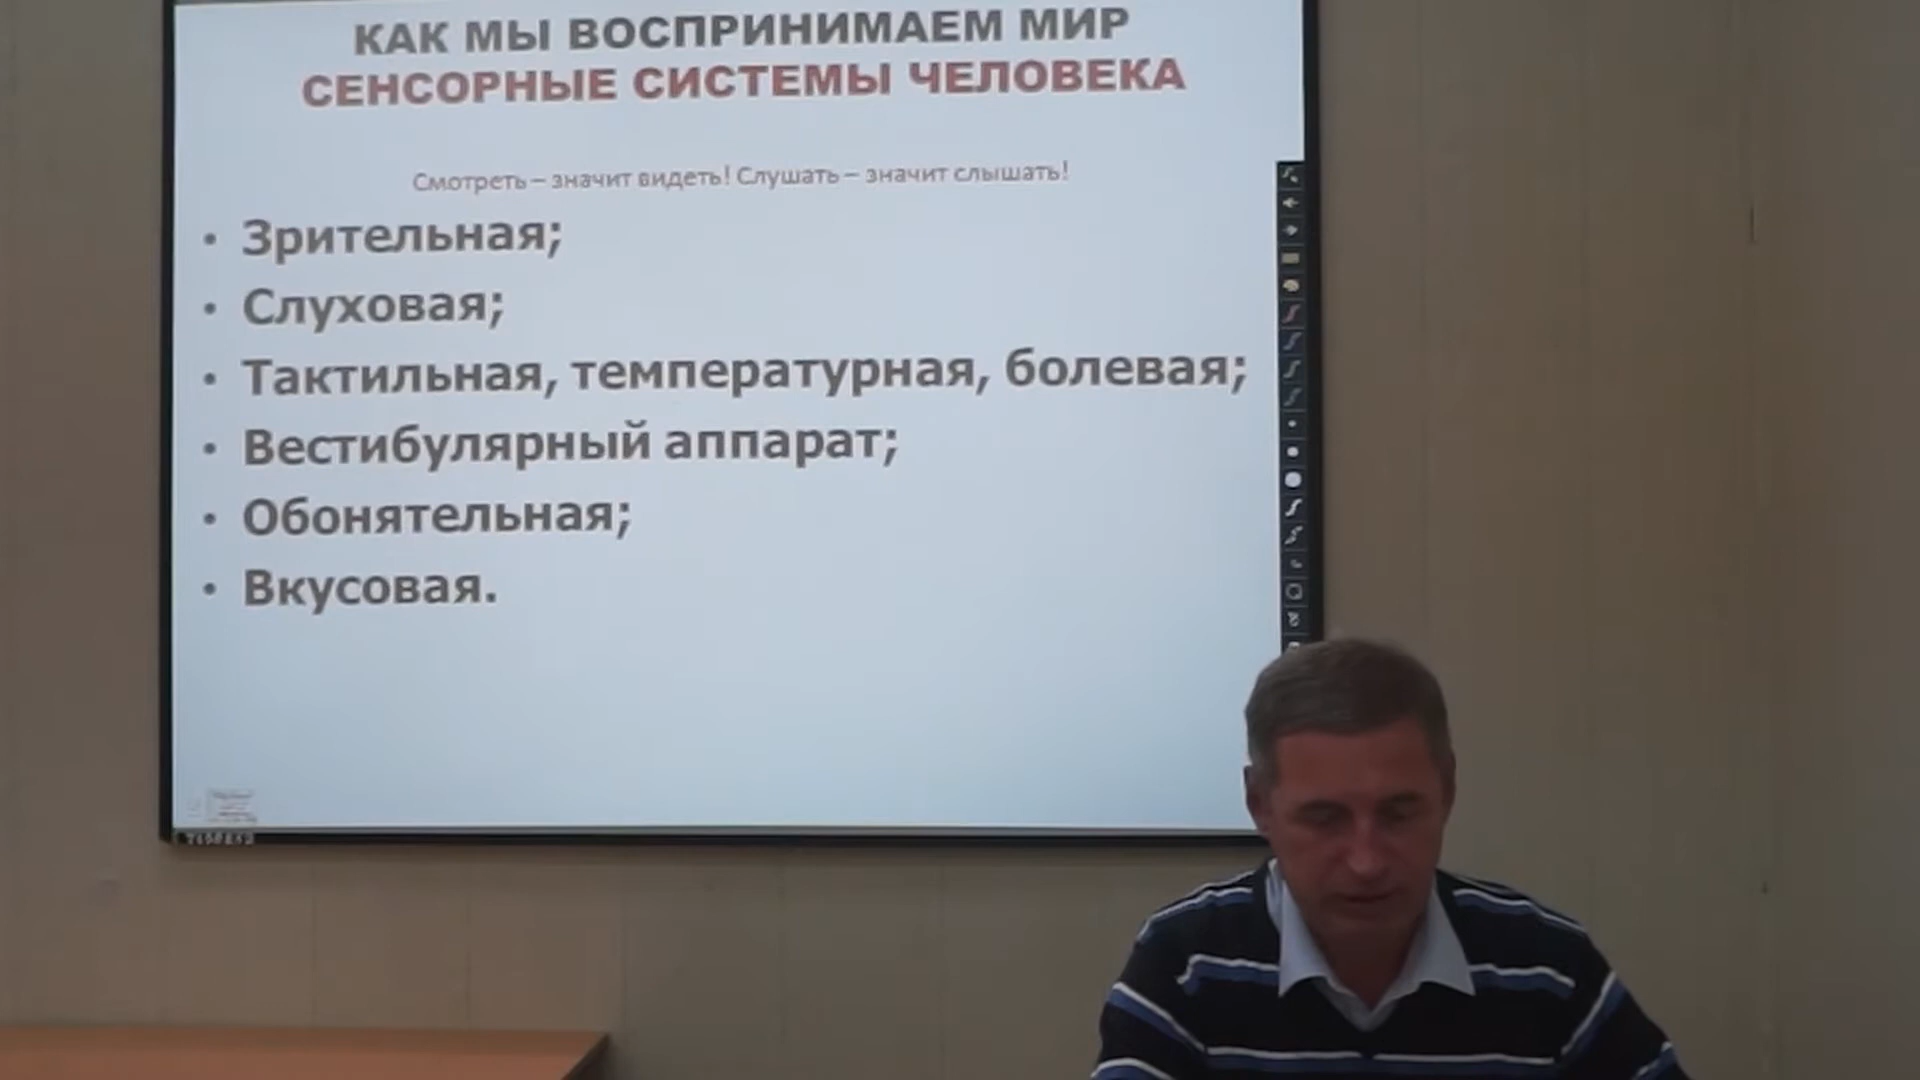 КАК МЫ ВОСПРИНИМАЕМ МИР
СЕНСОРНЫЕ СИСТЕМЫ ЧЕЛОВЕКА
Смотреть – значит видеть! Слушать – значит слышать!
• Зрительная;
• Слуховая;
• Тактильная, температурная, болевая;
• Вестибулярный аппарат;
• Обонятельная;
• Вкусовая.